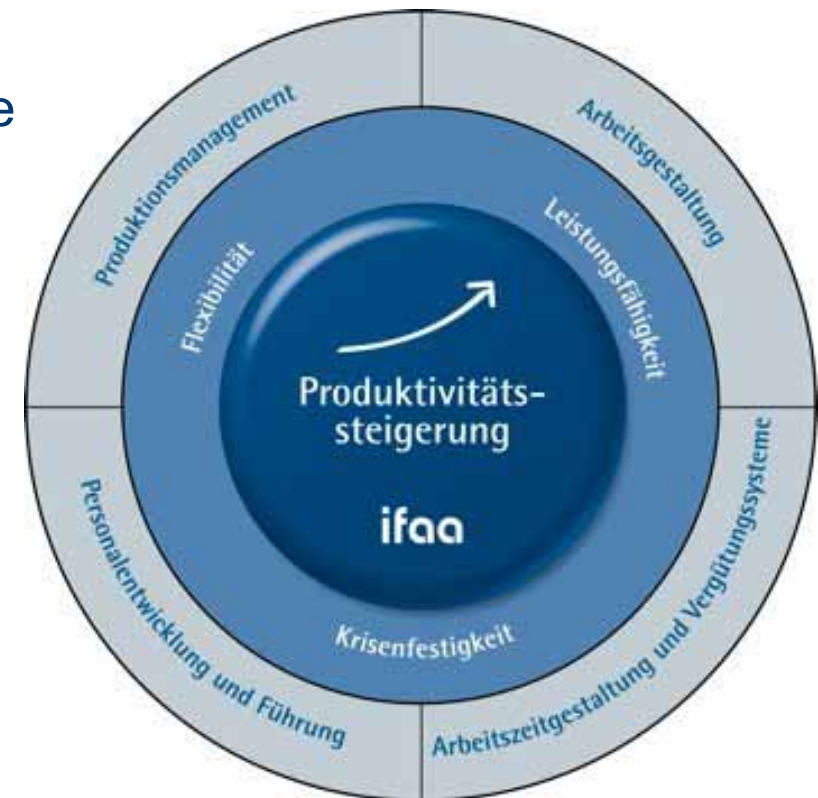 e
Produktionsmanagement
Arbeitsgestaltung
Flexibilität
Leistungsfähigkeit
Produktivitäts-
steigerung
ifaa
Krisenfestigkeit
Personalentwicklung und Führung
Arbeitszeitgestaltung und Vergütungssysteme